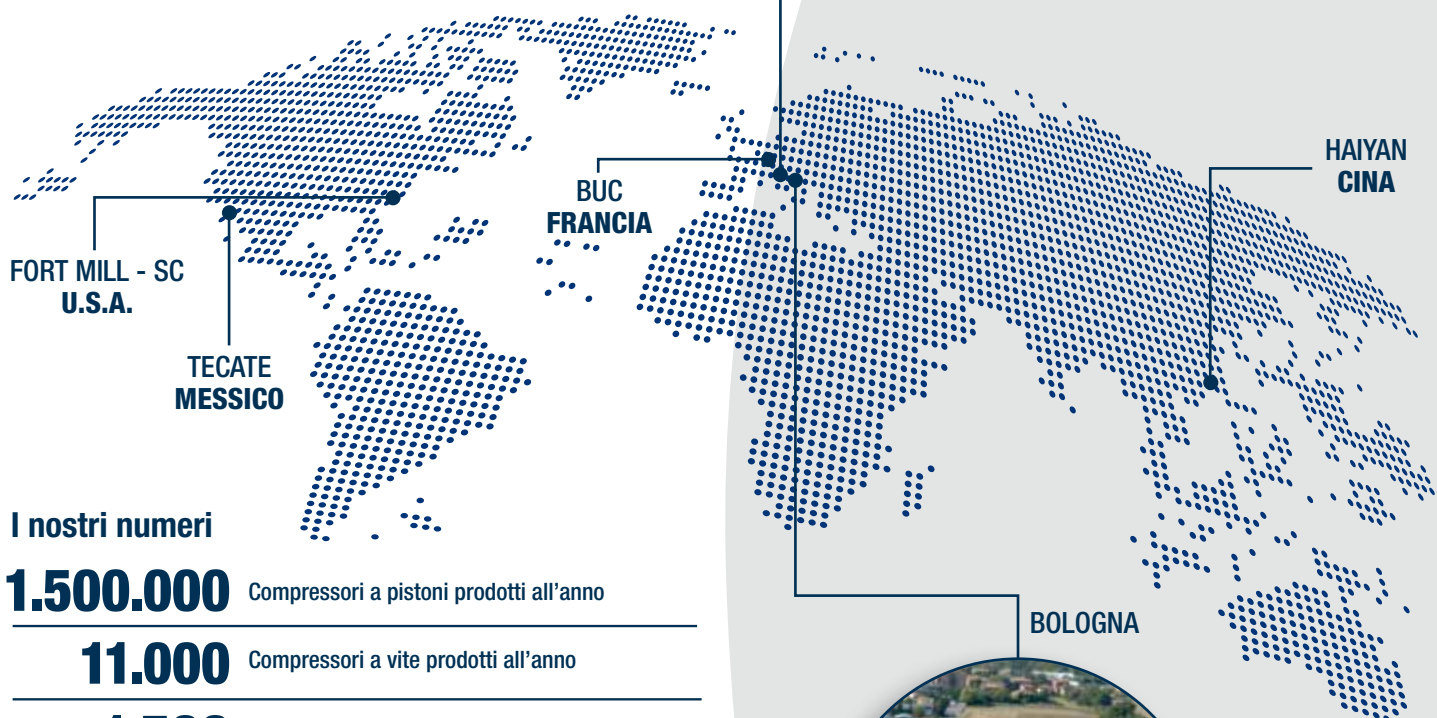 HAIYAN
CINA
BUC
FRANCIA
FORT MILL - SC
U.S.A.
TECATE
MESSICO
I nostri numeri
1.500.000 Compressori a pistoni prodotti all'anno
11.000 Compressori a vite prodotti all'anno
BOLOGNA